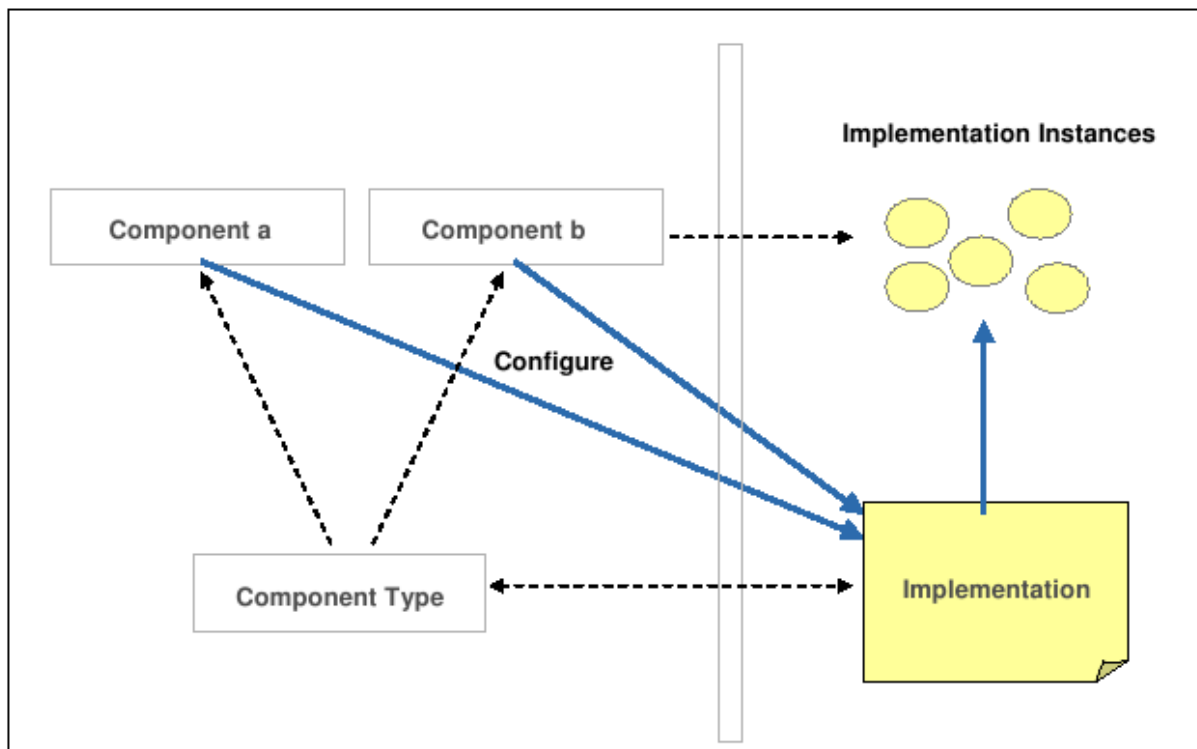 Implementation Instances
Component a
Component b
Configure
Component Type
Implementation